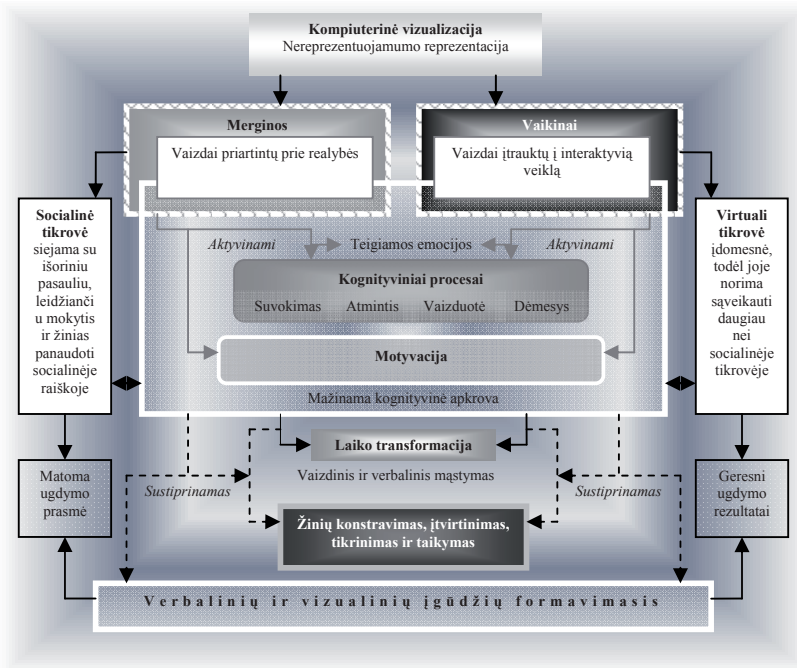 Kompiuterinė vizualizacija
Nereprezentuojamumo reprezentacija
Merginos
Vaizdai priartintų prie realybės
Vaikinai
Vaizdai įtrauktų į interaktyvią
veiklą
Socialinė
tikrovė
siejama su
išoriniu
pasauliu,
leidžianči
u mokytis
ir žinias
panaudoti
socialinėje
raiškoje
Virtuali
tikrovė
įdomesnė,
todėl joje
norima
sąveikauti
daugiau
nei
socialinėje
tikrovėje
Aktyvinami
Teigiamos emocijos
Aktyvinami
Kognityviniai procesai
Suvokimas Atmintis Vaizduotė Dėmesys
Motyvacija
Mažinama kognityvinė apkrova
Laiko transformacija
Vaizdinis ir verbalinis mąstymas
Matoma
ugdymo
prasmė
Sustiprinamas
Sustiprinamas
Geresni
ugdymo
rezultatai
Žinių konstravimas, įtvirtinimas,
tikrinimas ir taikymas
Verbalinių ir vizualinių įgūdžių formavimasis